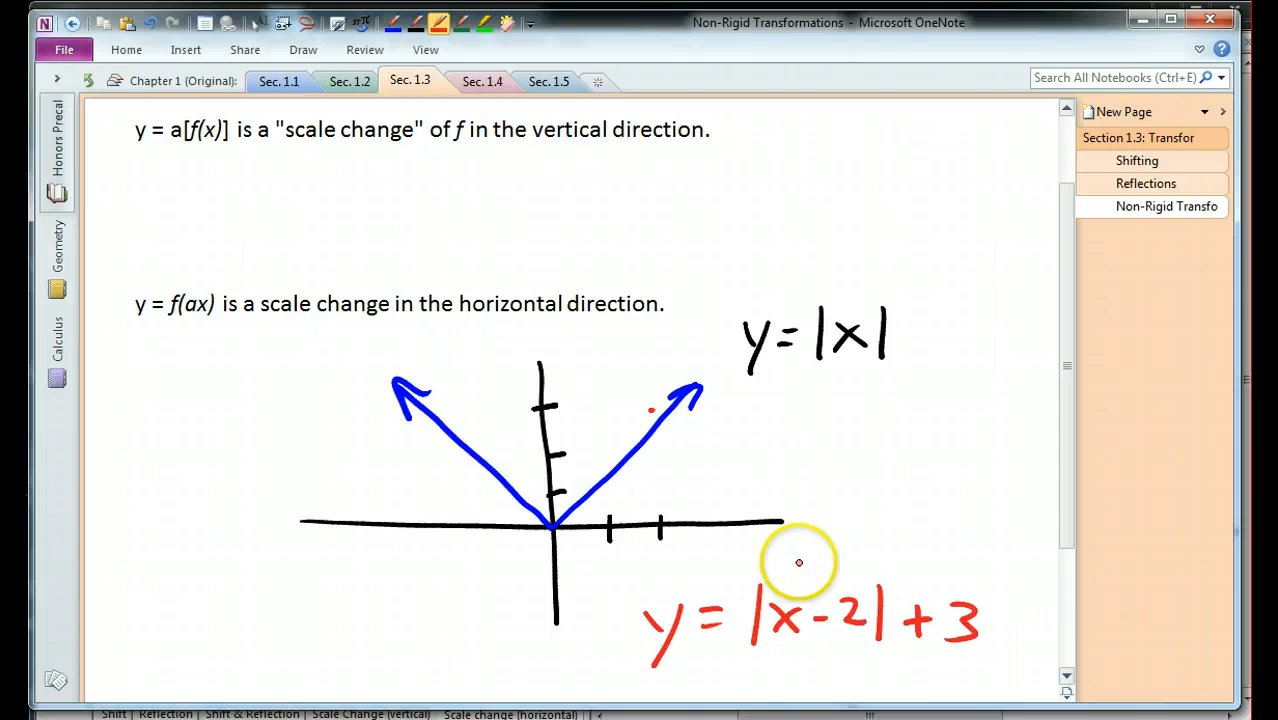 Non-Rigid Transformations - Microsoft OneNote
File Home Insert Share Draw Review View
Chapter 1 (Original): Sec. 1.1 Sec. 1.2 Sec. 1.3 Sec. 1.4 Sec. 1.5
Search All Notebooks (Ctrl+E)
Honors Precal
Geometry
Calculus
y = a[f(x)] is a "scale change" of f in the vertical direction.
y = f(ax) is a scale change in the horizontal direction.
y = |x|
y = |x - 2| + 3
New Page
Section 1.3: Transfor
Shifting
Reflections
Non-Rigid Transfo
Shift Reflection Shift & Reflection Scale Change (vertical) Scale change (horizontal)